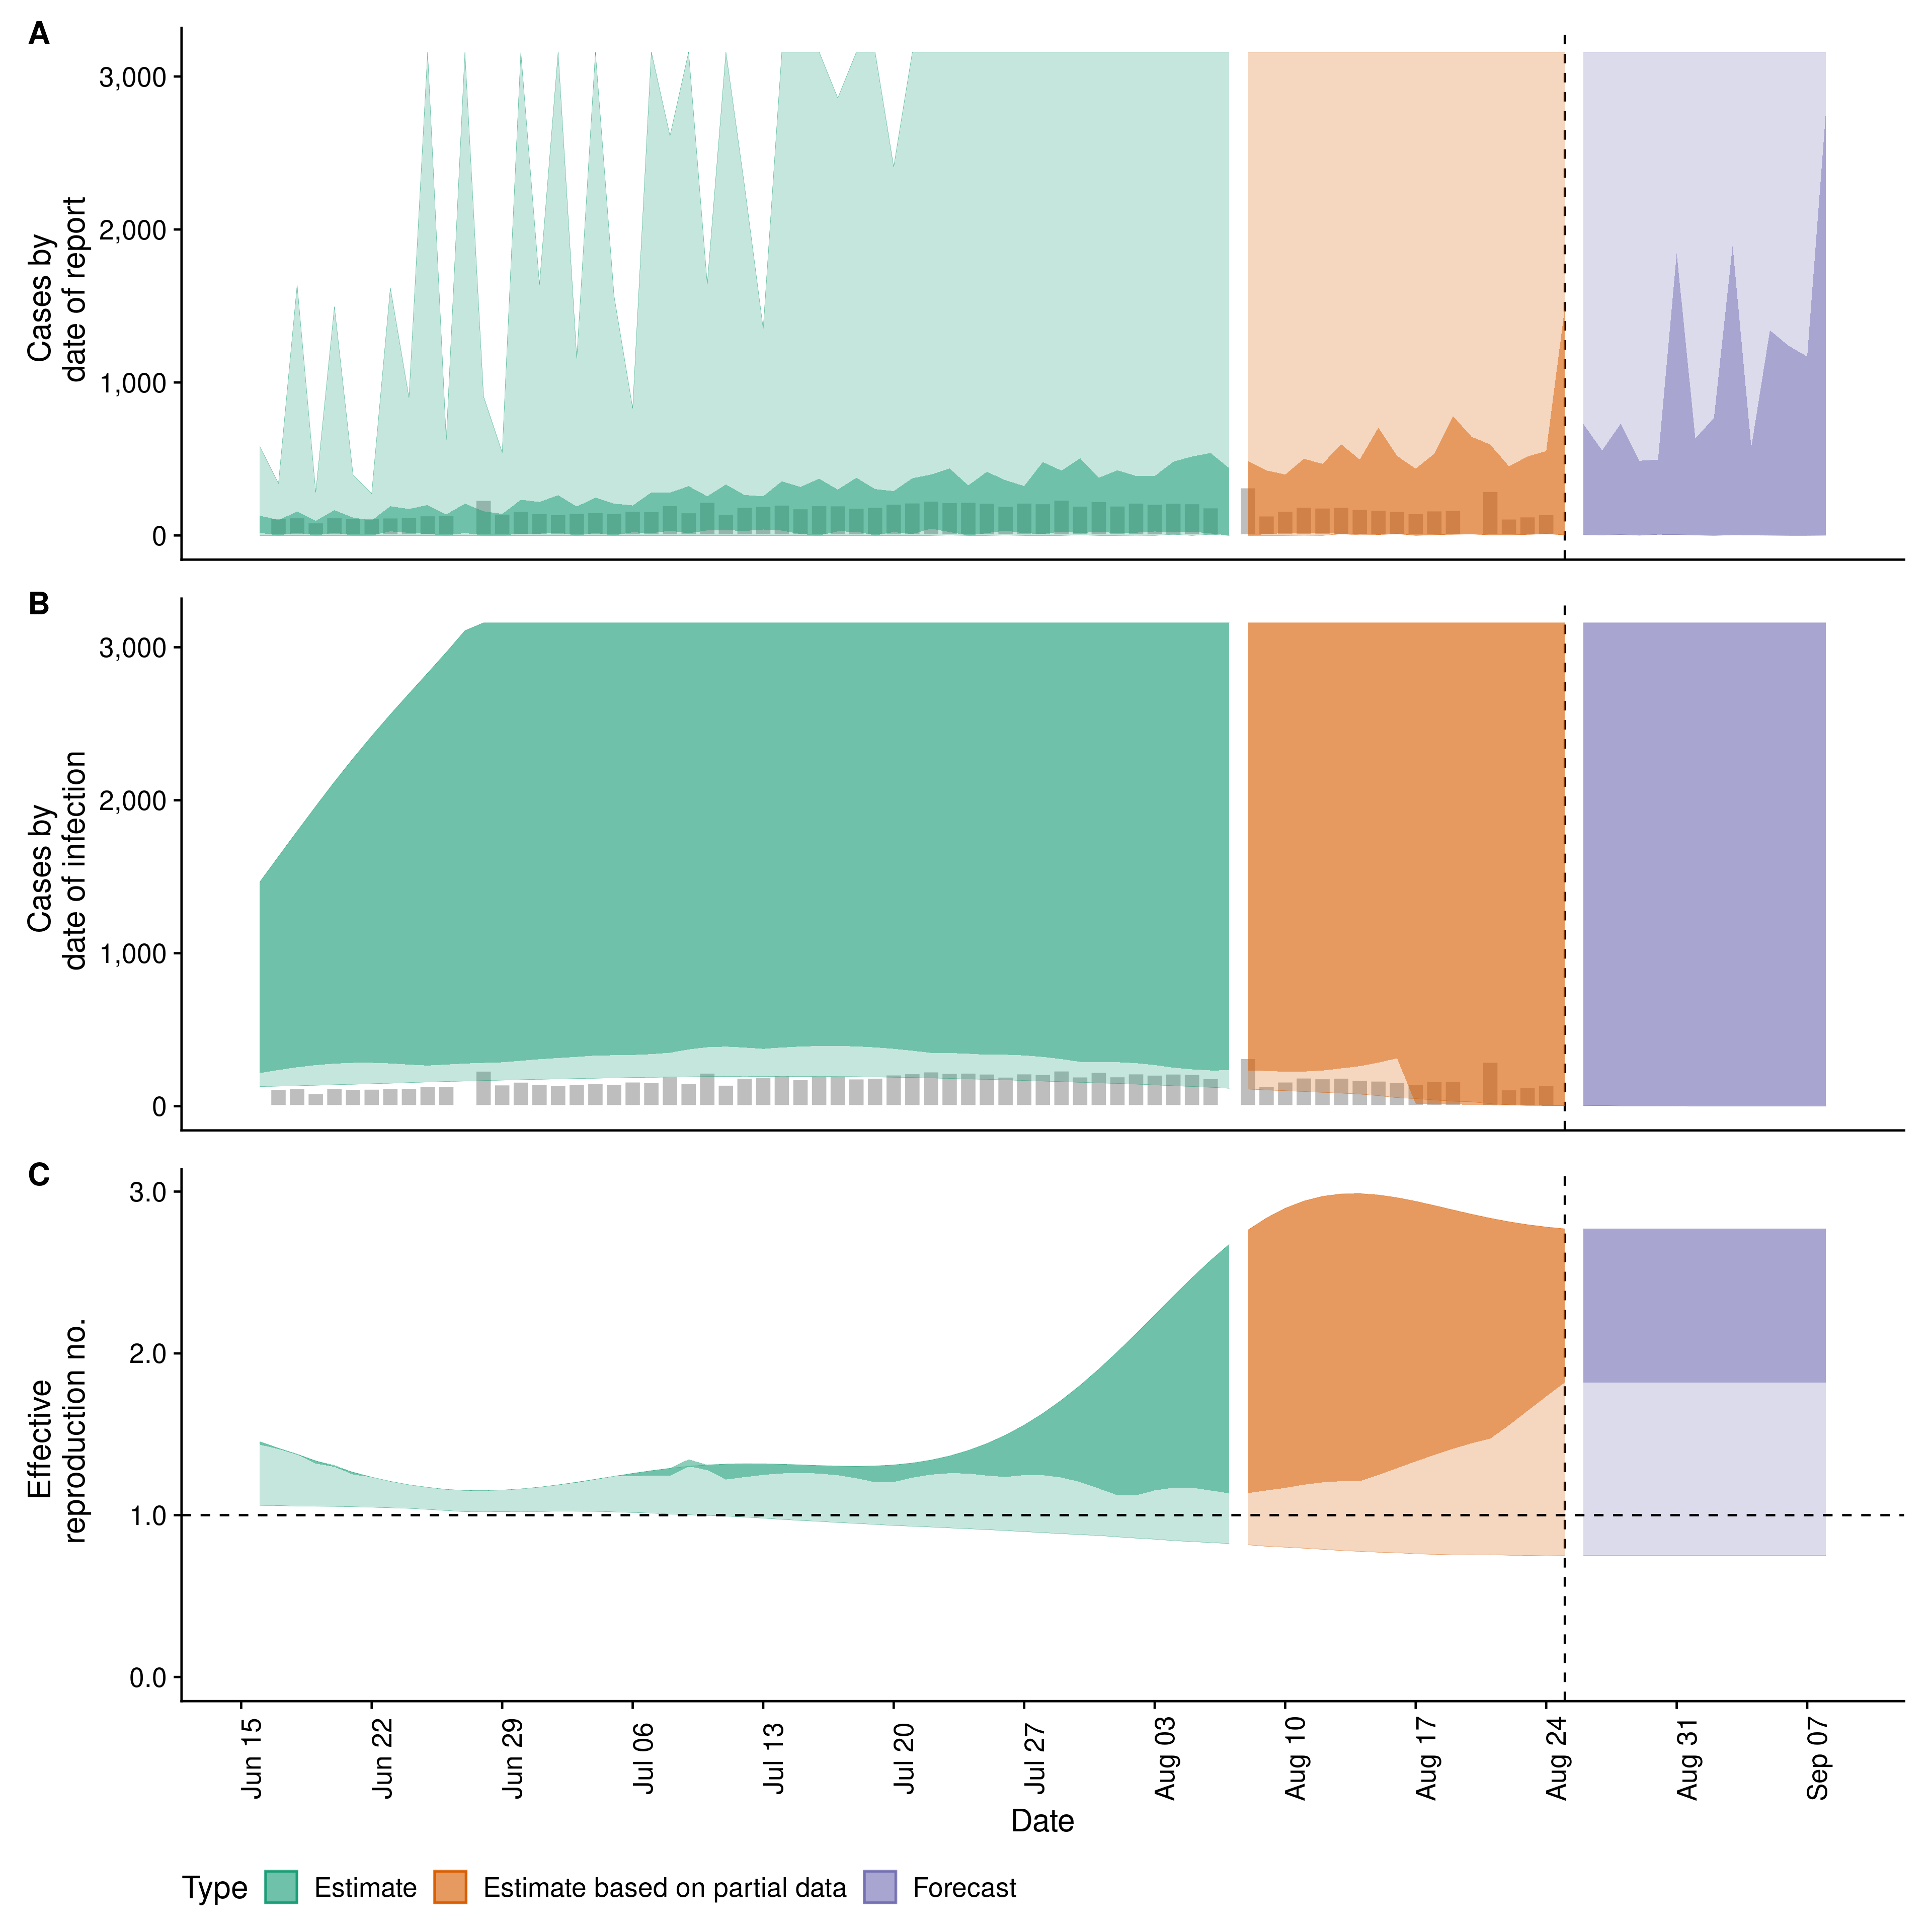 A
Cases by
date of report
3,000
2,000
1,000
0
B
Cases by
date of infection
3,000
2,000
1,000
0
C
Effective
reproduction no.
3.0
2.0
1.0
0.0
Jun 15
Jun 22
Jun 29
Jul 06
Jul 13
Jul 20
Jul 27
Aug 03
Aug 10
Aug 17
Aug 24
Aug 31
Sep 07
Date
Type
Estimate
Estimate based on partial data
Forecast